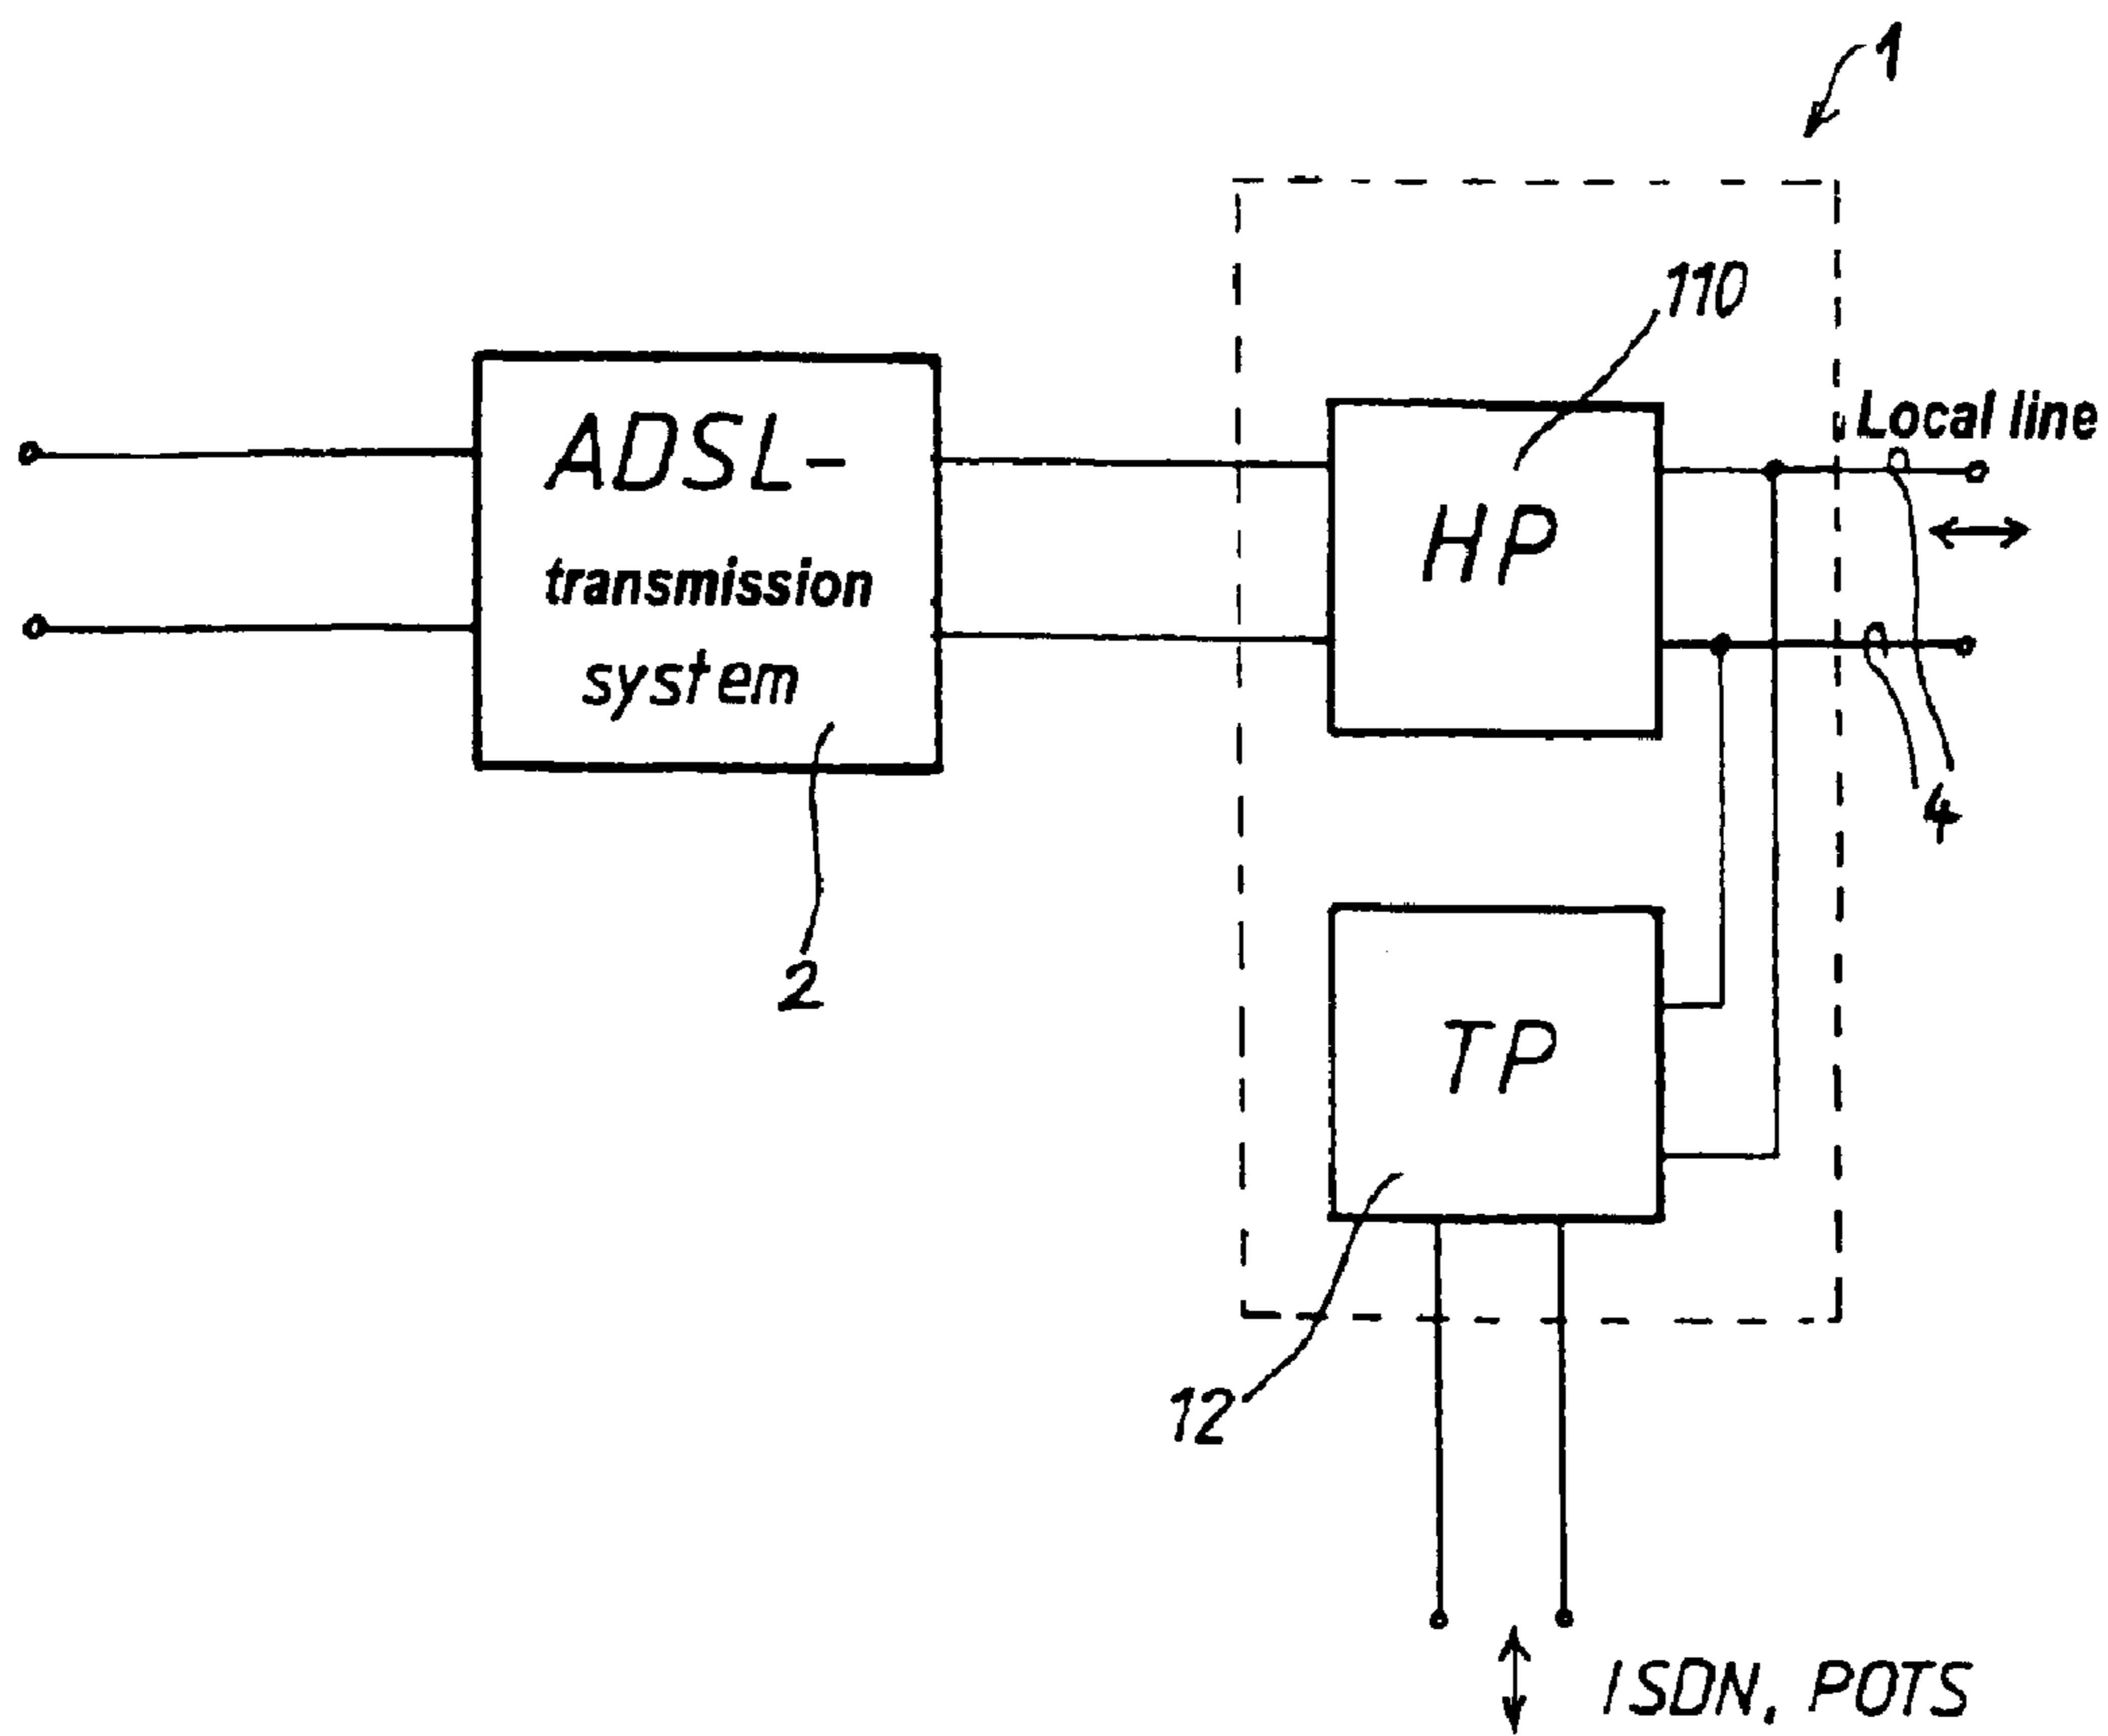 1
110
Local line
ADSL-
transmission
system
HP
4
2
TP
12
ISDN, POTS